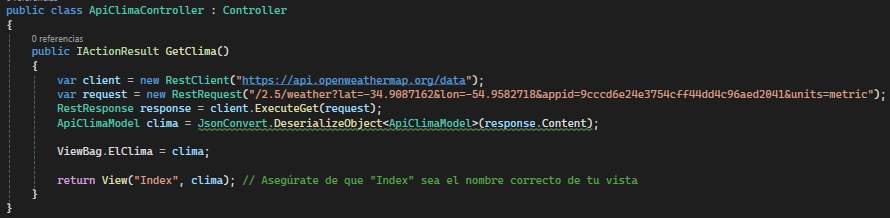 public class ApiClimaController : Controller
{
0 referencias
public IActionResult GetClima()
{
var client = new RestClient("https://api.openweathermap.org/data");
var request = new RestRequest("/2.5/weather?lat=-34.9087162&lon=-54.9582718&appid=9cccd6e24e3754cff44dd4c96aed2041&units=metric");
RestResponse response = client.ExecuteGet(request);
ApiClimaModel clima = JsonConvert.DeserializeObject<ApiClimaModel>(response.Content);
ViewBag.ElClima = clima;
return View("Index", clima); // Asegúrate de que "Index" sea el nombre correcto de tu vista
}
}